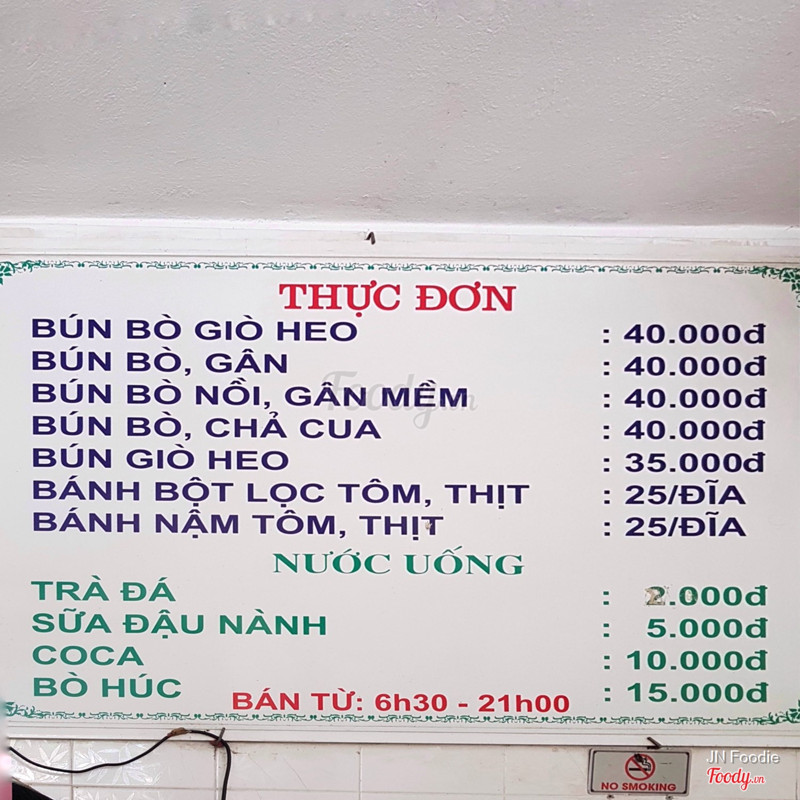 THỰC ĐƠN
BÚN BÒ GIÒ HEO : 40.000đ
BÚN BÒ, GÂN : 40.000đ
BÚN BÒ NỒI, GÂN MỀM : 40.000đ
BÚN BÒ, CHẢ CUA : 40.000đ
BÚN GIÒ HEO : 35.000đ
BÁNH BỘT LỌC TÔM, THỊT : 25/ĐĨA
BÁNH NẬM TÔM, THỊT : 25/ĐĨA
NƯỚC UỐNG
TRÀ ĐÁ : 2.000đ
SỮA ĐẬU NÀNH : 5.000đ
COCA : 10.000đ
BÒ HÚC : 15.000đ
BÁN TỪ: 6h30 - 21h00
NO SMOKING
JN Foodie
Foody.vn
Foody.vn